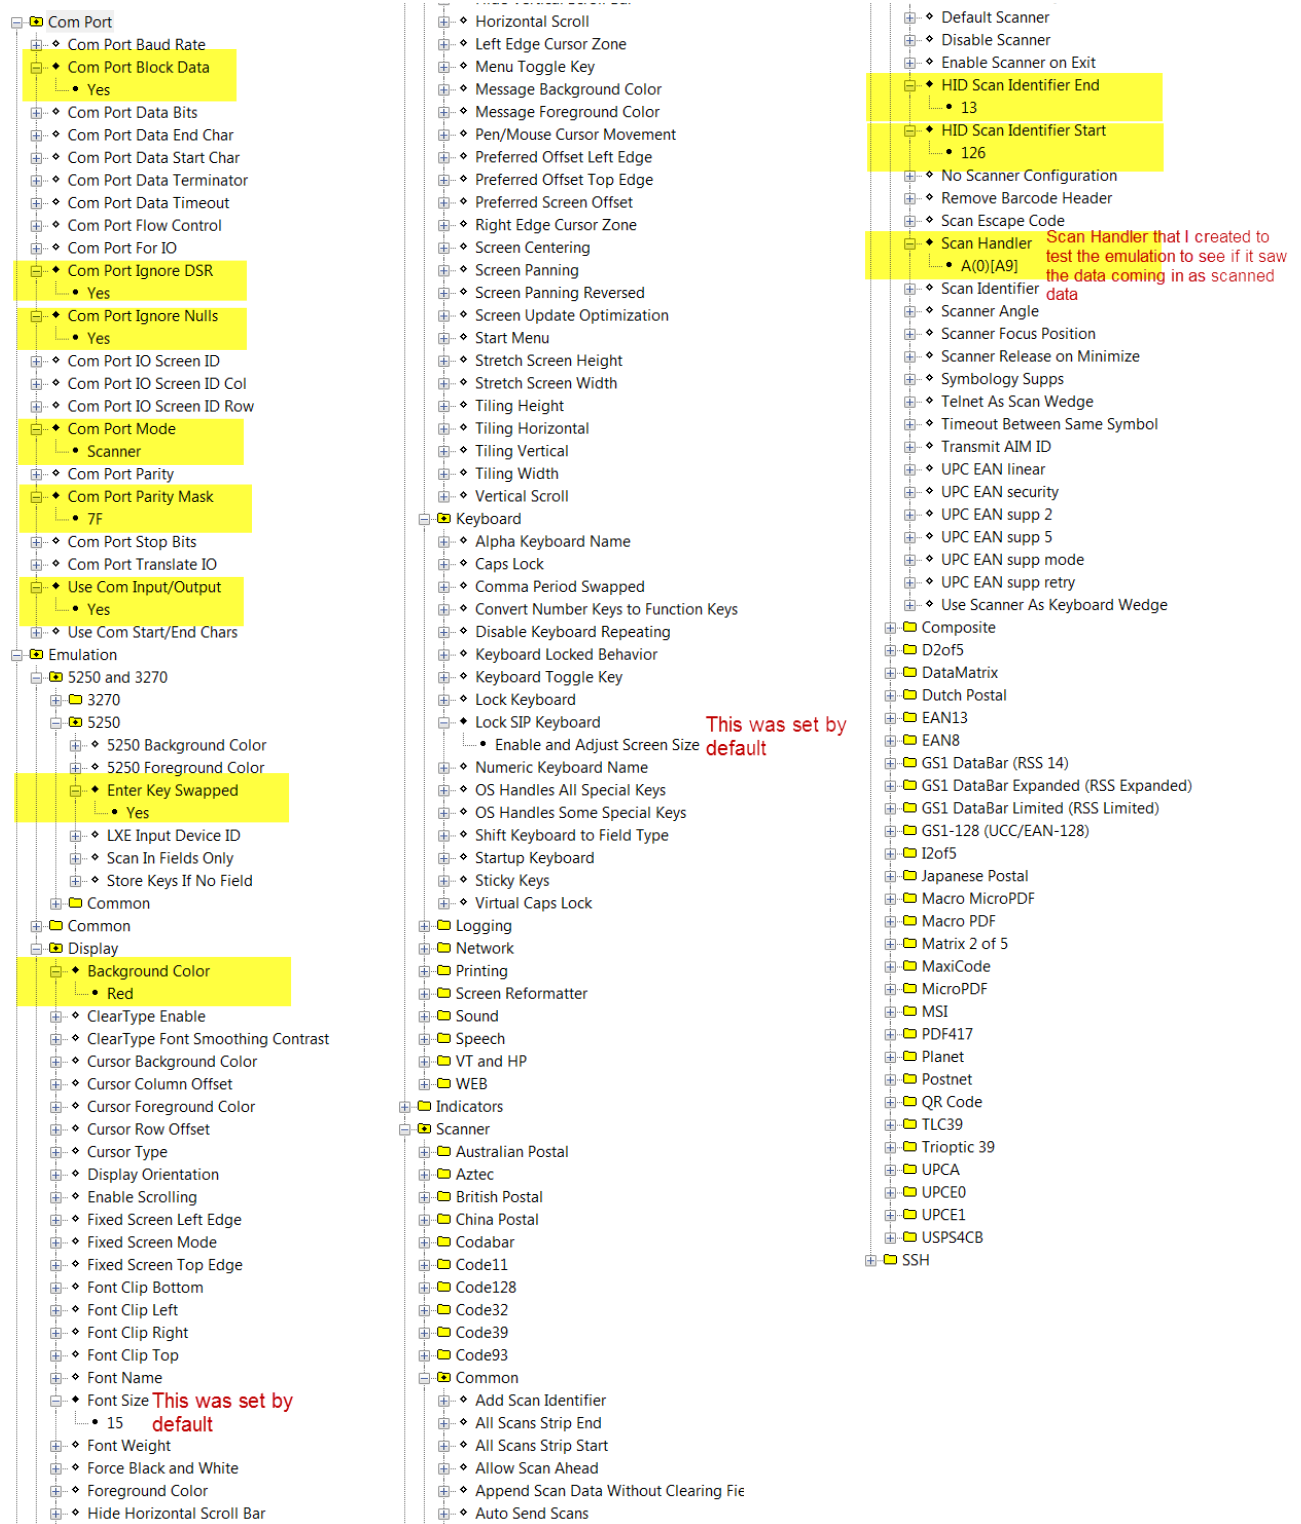 Com Port
Com Port Baud Rate
Com Port Block Data
Yes
Com Port Data Bits
Com Port Data End Char
Com Port Data Start Char
Com Port Data Terminator
Com Port Data Timeout
Com Port Flow Control
Com Port For IO
Com Port Ignore DSR
Yes
Com Port Ignore Nulls
Yes
Com Port IO Screen ID
Com Port IO Screen ID Col
Com Port IO Screen ID Row
Com Port Mode
Scanner
Com Port Parity
Com Port Parity Mask
7F
Com Port Stop Bits
Com Port Translate IO
Use Com Input/Output
Yes
Use Com Start/End Chars
Emulation
5250 and 3270
3270
5250
5250 Background Color
5250 Foreground Color
Enter Key Swapped
Yes
LXE Input Device ID
Scan In Fields Only
Store Keys If No Field
Common
Common
Display
Background Color
Red
ClearType Enable
ClearType Font Smoothing Contrast
Cursor Background Color
Cursor Column Offset
Cursor Foreground Color
Cursor Row Offset
Cursor Type
Display Orientation
Enable Scrolling
Fixed Screen Left Edge
Fixed Screen Mode
Fixed Screen Top Edge
Font Clip Bottom
Font Clip Left
Font Clip Right
Font Clip Top
Font Name
Font Size
15
This was set by
default
Font Weight
Force Black and White
Foreground Color
Hide Horizontal Scroll Bar
Hide Vertical Scroll Bar
Horizontal Scroll
Left Edge Cursor Zone
Menu Toggle Key
Message Background Color
Message Foreground Color
Pen/Mouse Cursor Movement
Preferred Offset Left Edge
Preferred Offset Top Edge
Preferred Screen Offset
Right Edge Cursor Zone
Screen Centering
Screen Panning
Screen Panning Reversed
Screen Update Optimization
Start Menu
Stretch Screen Height
Stretch Screen Width
Tiling Height
Tiling Horizontal
Tiling Vertical
Tiling Width
Vertical Scroll
Keyboard
Alpha Keyboard Name
Caps Lock
Comma Period Swapped
Convert Number Keys to Function Keys
Disable Keyboard Repeating
Keyboard Locked Behavior
Keyboard Toggle Key
Lock Keyboard
Lock SIP Keyboard
Enable and Adjust Screen Size
This was set by
default
Numeric Keyboard Name
OS Handles All Special Keys
OS Handles Some Special Keys
Shift Keyboard to Field Type
Startup Keyboard
Sticky Keys
Virtual Caps Lock
Logging
Network
Printing
Screen Reformatter
Sound
Speech
VT and HP
WEB
Indicators
Scanner
Australian Postal
Aztec
British Postal
China Postal
Codabar
Code11
Code128
Code32
Code39
Code93
Common
Add Scan Identifier
All Scans Strip End
All Scans Strip Start
Allow Scan Ahead
Append Scan Data Without Clearing Fie
Auto Send Scans
Default Scanner
Disable Scanner
Enable Scanner on Exit
HID Scan Identifier End
13
HID Scan Identifier Start
126
No Scanner Configuration
Remove Barcode Header
Scan Escape Code
Scan Handler
A(0)[A9]
Scan Handler that I created to
test the emulation to see if it saw
the data coming in as scanned
data
Scan Identifier
Scanner Angle
Scanner Focus Position
Scanner Release on Minimize
Symbology Supps
Telnet As Scan Wedge
Timeout Between Same Symbol
Transmit AIM ID
UPC EAN linear
UPC EAN security
UPC EAN supp 2
UPC EAN supp 5
UPC EAN supp mode
UPC EAN supp retry
Use Scanner As Keyboard Wedge
Composite
D2of5
DataMatrix
Dutch Postal
EAN13
EAN8
GS1 DataBar (RSS 14)
GS1 DataBar Expanded (RSS Expanded)
GS1 DataBar Limited (RSS Limited)
GS1-128 (UCC/EAN-128)
I2of5
Japanese Postal
Macro MicroPDF
Macro PDF
Matrix 2 of 5
MaxiCode
MicroPDF
MSI
PDF417
Planet
Postnet
QR Code
TLC39
Trioptic 39
UPCA
UPCE0
UPCE1
USPS4CB
SSH